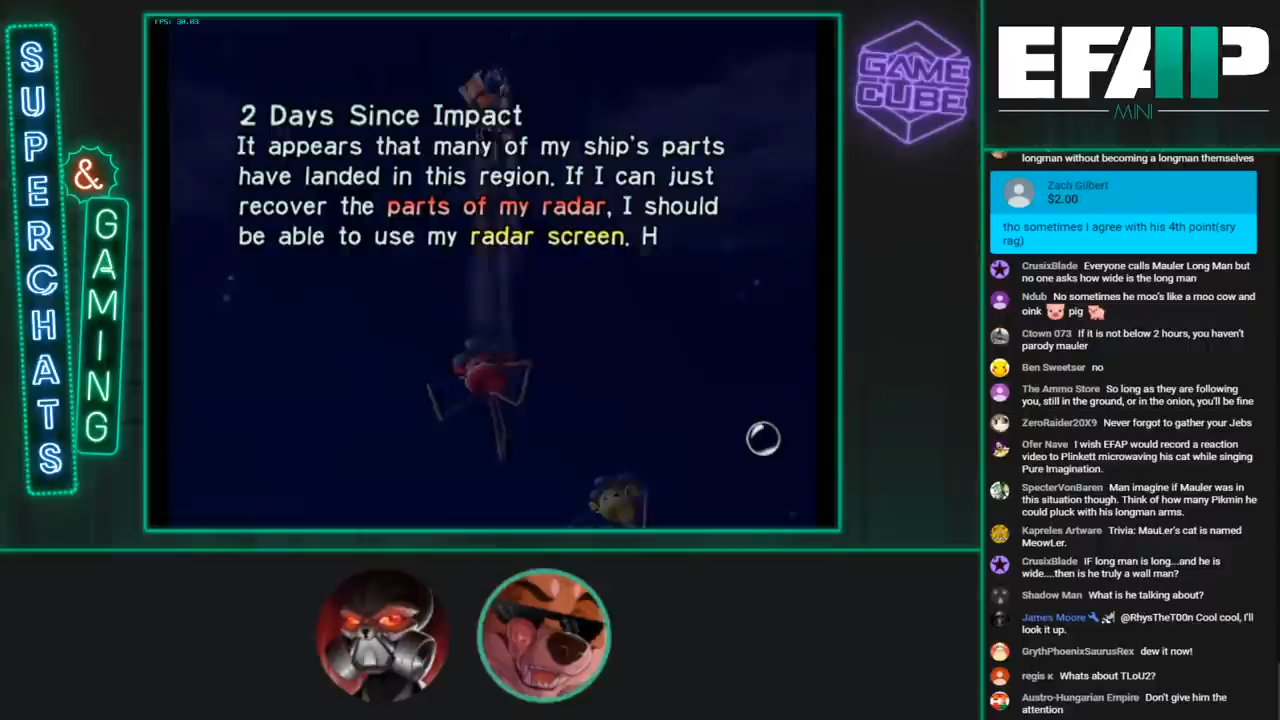 FPS: 30.03
SUPERCHATS
&
GAMING
2 Days Since Impact
It appears that many of my ship's parts
have landed in this region. If I can just
recover the parts of my radar, I should
be able to use my radar screen. H
GAME
CUBE
EFAP
MINI
longman without becoming a longman themselves
Zach Gilbert
$2.00
tho sometimes I agree with his 4th point(sry
rag)
CrusixBlade Everyone calls Mauler Long Man but
no one asks how wide is the long man
Ndub No sometimes he moo's like a moo cow and
oink pig
Ctown 073 If it is not below 2 hours, you haven't
parody mauler
Ben Sweetser no
The Ammo Store So long as they are following
you, still in the ground, or in the onion, you'll be fine
ZeroRaider20X9 Never forgot to gather your Jebs
Ofer Nave I wish EFAP would record a reaction
video to Plinkett microwaving his cat while singing
Pure Imagination.
SpecterVonBaren Man imagine if Mauler was in
this situation though. Think of how many Pikmin he
could pluck with his longman arms.
Kapreles Artware Trivia: MauLer's cat is named
MeowLer.
CrusixBlade IF long man is long...and he is
wide....then is he truly a wall man?
Shadow Man What is he talking about?
James Moore @RhysTheT00n Cool cool, I'll
look it up.
GrythPhoenixSaurusRex dew it now!
regis к Whats about TLoU2?
Austro-Hungarian Empire Don't give him the
attention